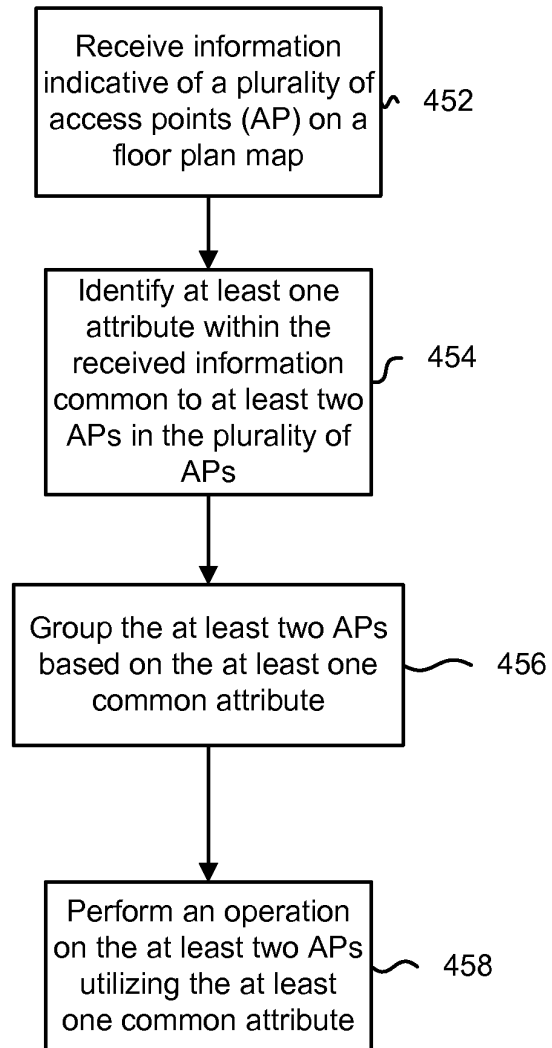 Receive information
indicative of a plurality of
access points (AP) on a
floor plan map
452
Identify at least one
attribute within the
received information
common to at least two
APs in the plurality of
APs
454
Group the at least two APs
based on the at least one
common attribute
456
Perform an operation
on the at least two APs
utilizing the at least
one common attribute
458